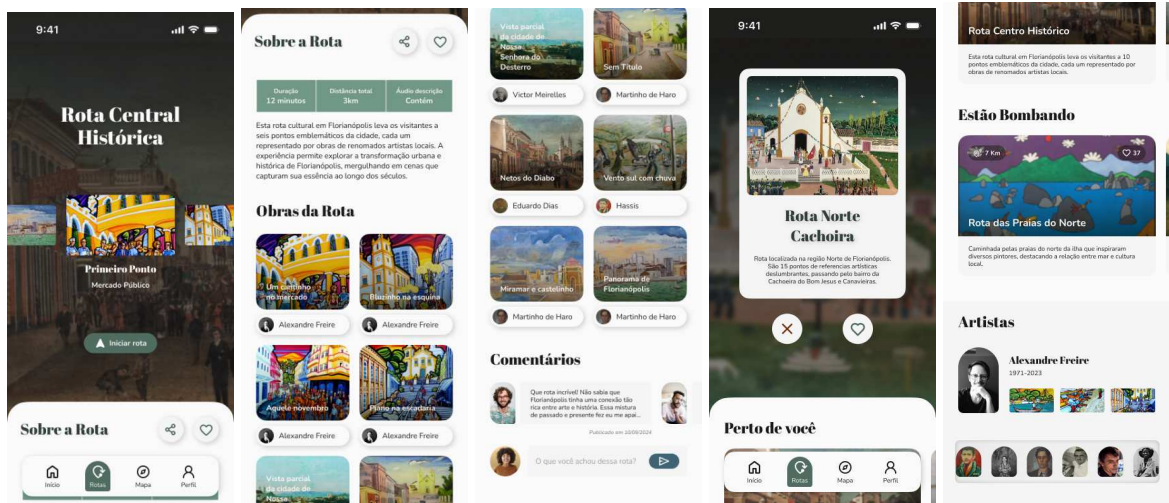 9:41
Rota Central
Histórica
Primeiro Ponto
Mercado Público
Iniciar rota
Sobre a Rota
Início
Rotas
Mapa
Perfil
Sobre a Rota
Duração
12 minutos
Distância total
3km
Áudio descrição
Contém
Esta rota cultural em Florianópolis leva os visitantes a
seis pontos emblemáticos da cidade, cada um
representado por obras de renomados artistas locais. A
experiência permite explorar a transformação urbana e
histórica de Florianópolis, mergulhando em cenas que
capturam sua essência ao longo dos séculos.
Obras da Rota
Um cantinho
no mercado
Bluzinho na esquina
Alexandre Freire
Alexandre Freire
Aquele novembro
Piano na escadaria
Alexandre Freire
Alexandre Freire
Vista parcial
da cidade de
Nossa
Vista parcial
da cidade de
Nossa
Senhora do
Desterro
Sem Título
Victor Meirelles
Martinho de Haro
Netos do Diabo
Vento sul com chuva
Eduardo Dias
Hassis
Miramar e castelinho
Panorama de
Florianópolis
Martinho de Haro
Martinho de Haro
Comentários
Que rota incrível! Não sabia que
Florianópolis tinha uma conexão tão
rica entre arte e história. Essa mistura
de passado e presente fez eu me apai...
Publicado em 10/09/2024
O que você achou dessa rota?
9:41
Rota Norte
Cachoira
Rota localizada na região Norte de Florianópolis.
São 15 pontos de referencias artísticas
deslumbrantes, passando pelo bairro da
Cachoeira do Bom Jesus e Canavieiras.
Perto de você
Início
Rotas
Mapa
Perfil
Rota Centro Histórico
Esta rota cultural em Florianópolis leva os visitantes a 10
pontos emblemáticos da cidade, cada um representado por
obras de renomados artistas locais.
Estão Bombando
7 Km
37
Rota das Praías do Norte
Caminhada pelas praias do norte da ilha que inspiraram
diversos pintores, destacando a relação entre mar e cultura
local.
Artistas
Alexandre Freire
1971-2023